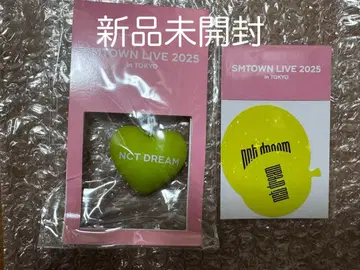 新品未開封
SMTOWN LIVE 2025
in TOKYO
NCT DREAM
SMTOWN LIVE 2025
in TOKYO
nct dream